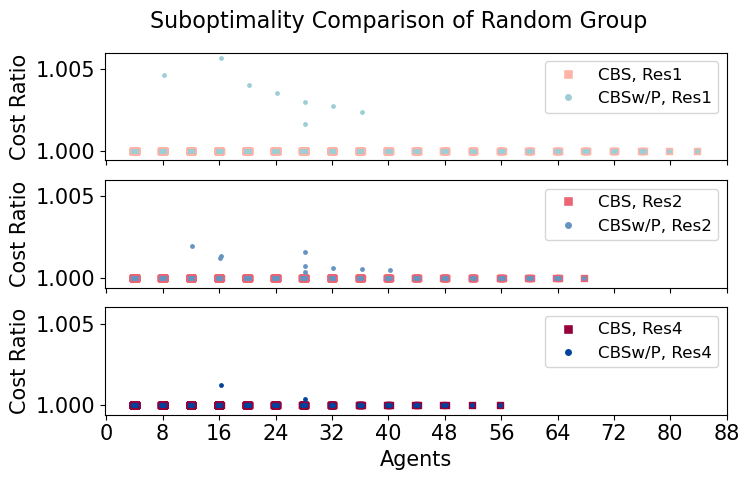 Suboptimality Comparison of Random Group
Cost Ratio
1.005
1.000
CBS, Res1
CBSw/P, Res1
Cost Ratio
1.005
1.000
CBS, Res2
CBSw/P, Res2
Cost Ratio
1.005
1.000
CBS, Res4
CBSw/P, Res4
0 8 16 24 32 40 48 56 64 72 80 88
Agents